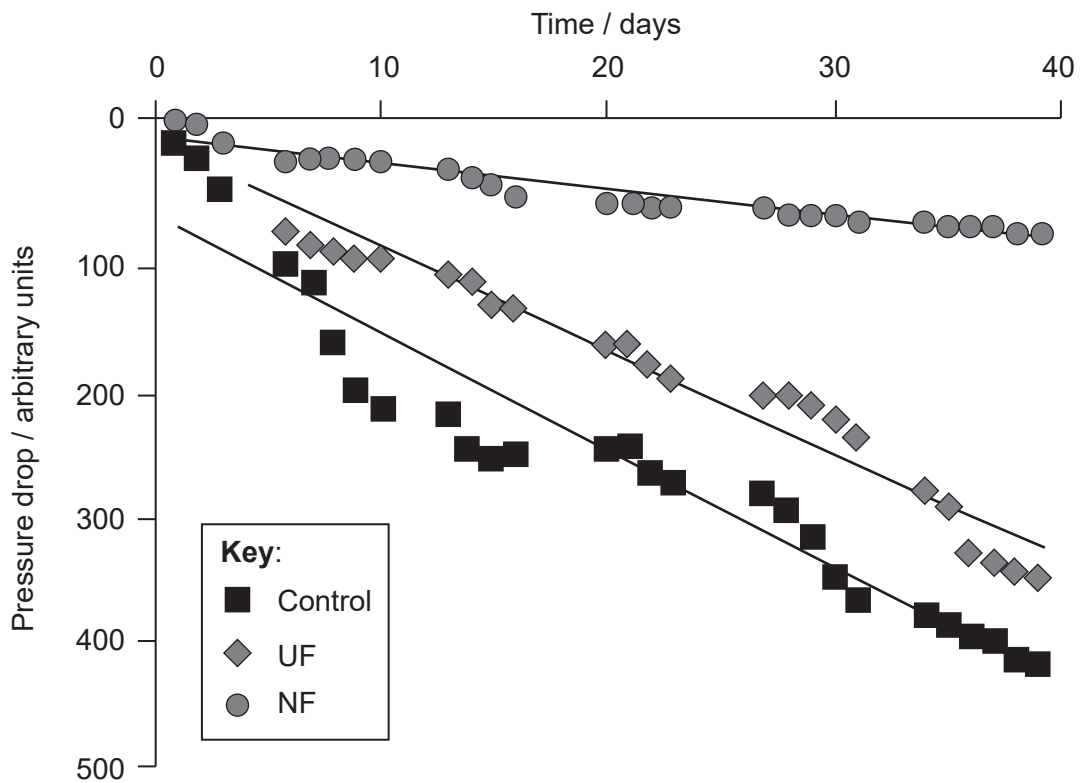 Time / days
0 10 20 30 40
Pressure drop / arbitrary units
0
100
200
300
400
500
Key:
Control
UF
NF